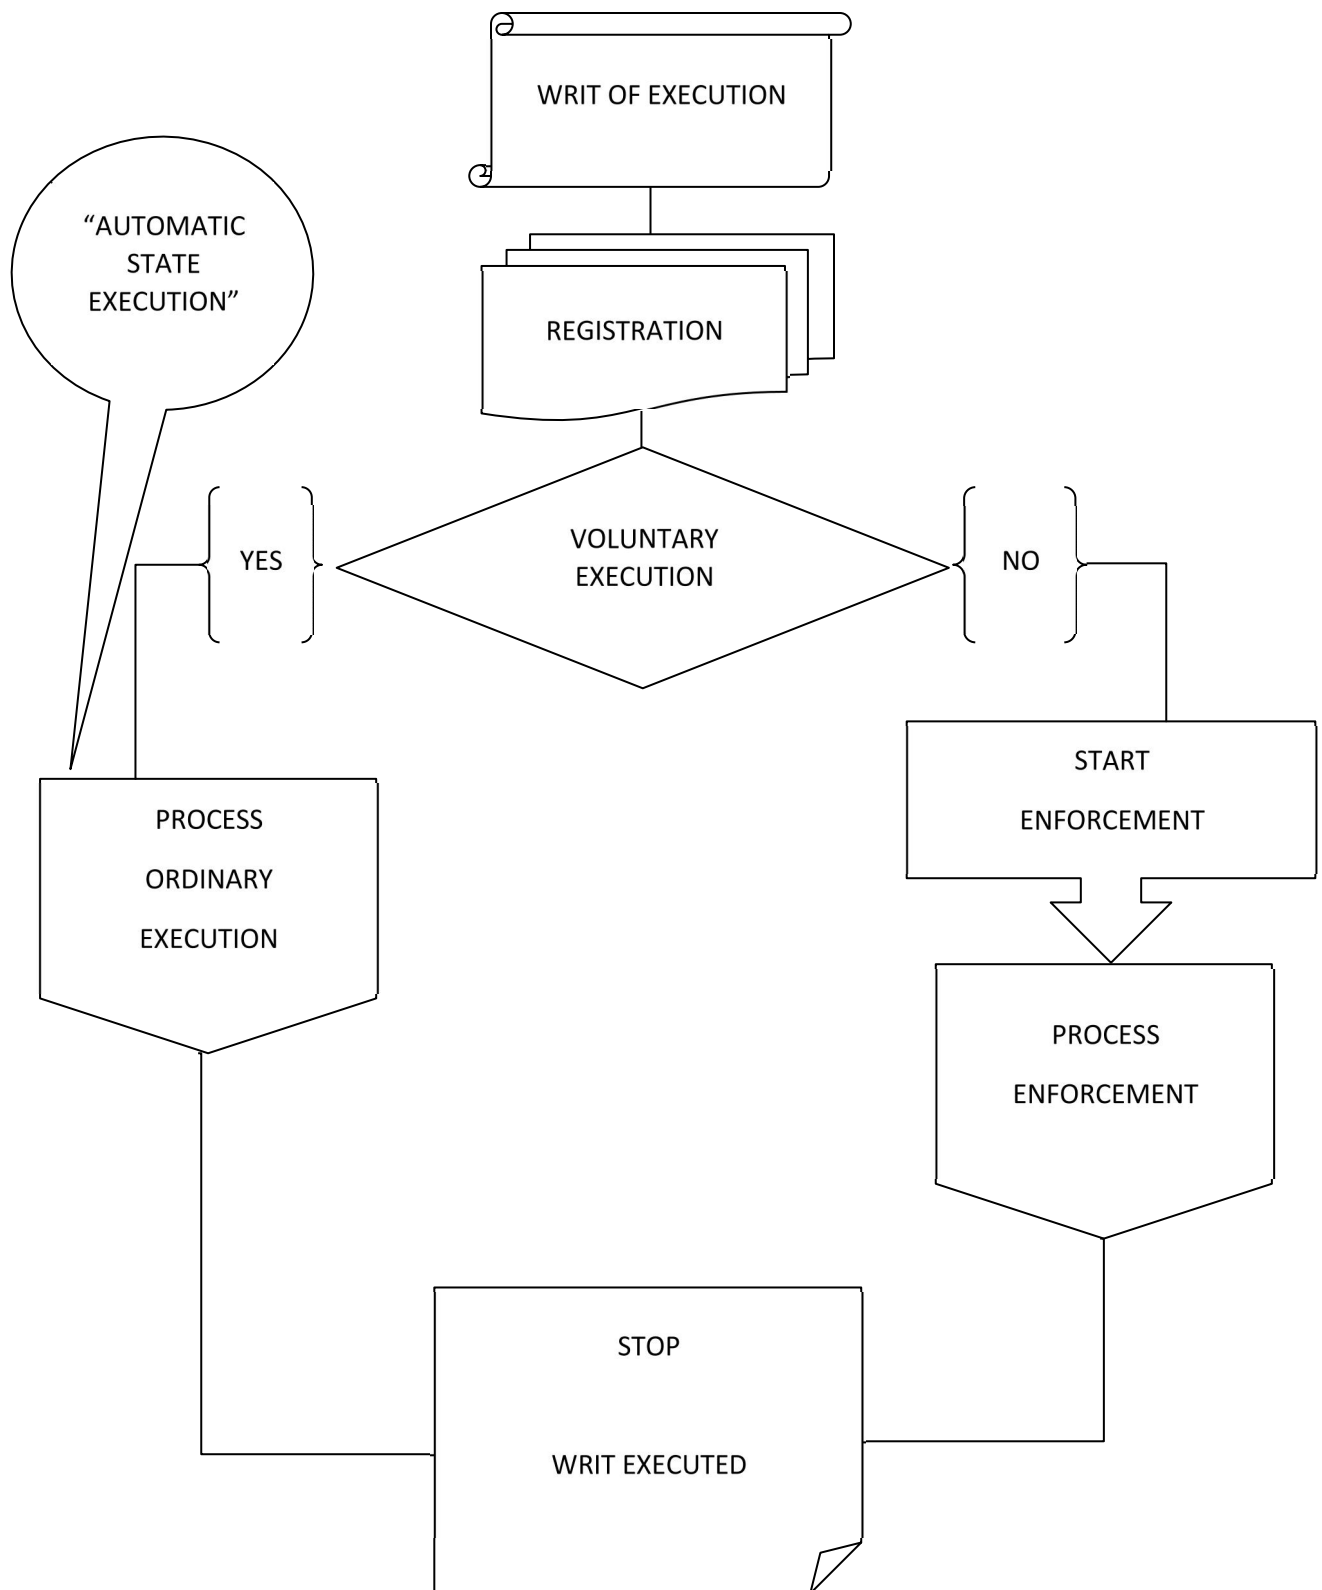 WRIT OF EXECUTION
“AUTOMATIC
STATE
EXECUTION”
REGISTRATION
VOLUNTARY
EXECUTION
YES
NO
START
ENFORCEMENT
PROCESS
ORDINARY
EXECUTION
PROCESS
ENFORCEMENT
STOP
WRIT EXECUTED